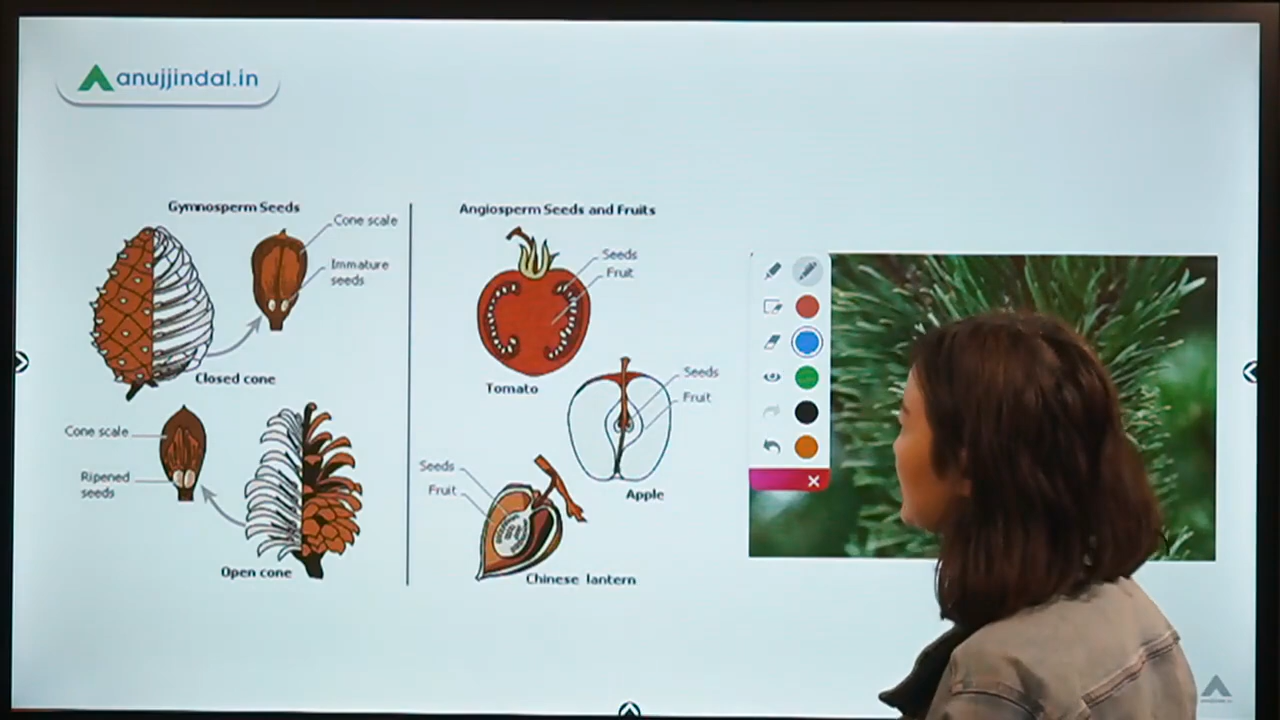 anujjindal.in
Gymnosperm Seeds
Cone scale
Immature
seeds
Closed cone
Cone scale
Ripened
seeds
Open cone
Angiosperm Seeds and Fruits
Seeds
Fruit
Tomato
Seeds
Fruit
Apple
Seeds
Fruit
Chinese lantern